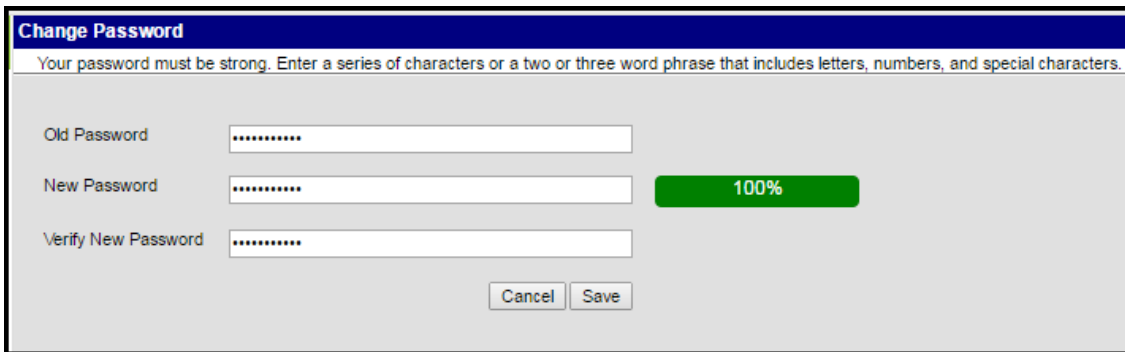 Change Password
Your password must be strong. Enter a series of characters or a two or three word phrase that includes letters, numbers, and special characters.
Old Password •••••••••••
New Password ••••••••••• 100%
Verify New Password •••••••••••
Cancel Save